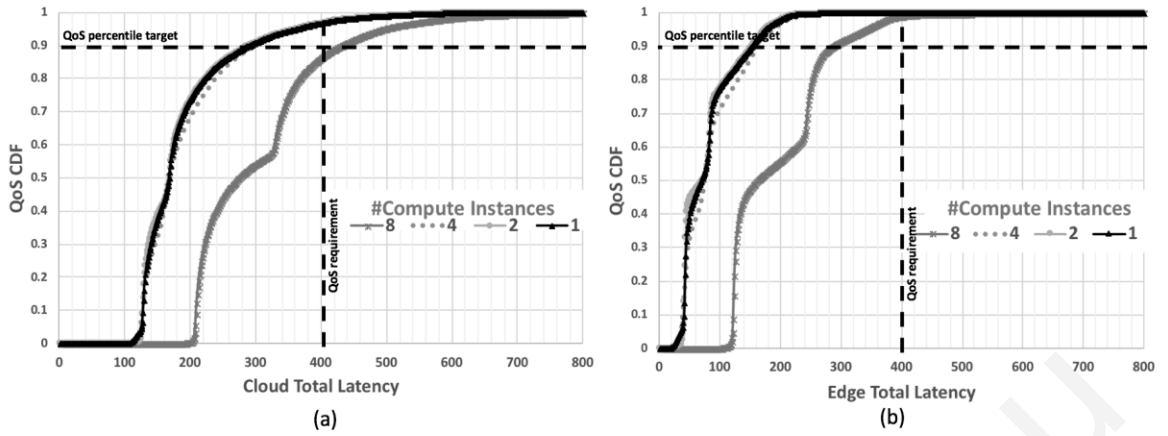 QoS percentile target
1
0.9
0.8
0.7
0.6
0.5
0.4
0.3
0.2
0.1
0
QoS CDF
#Compute Instances
8 4 2 1
QoS requirement
0 100 200 300 400 500 600 700 800
Cloud Total Latency
(a)
QoS percentile target
1
0.9
0.8
0.7
0.6
0.5
0.4
0.3
0.2
0.1
0
QoS CDF
#Compute Instances
8 4 2 1
QoS requirement
0 100 200 300 400 500 600 700 800
Edge Total Latency
(b)